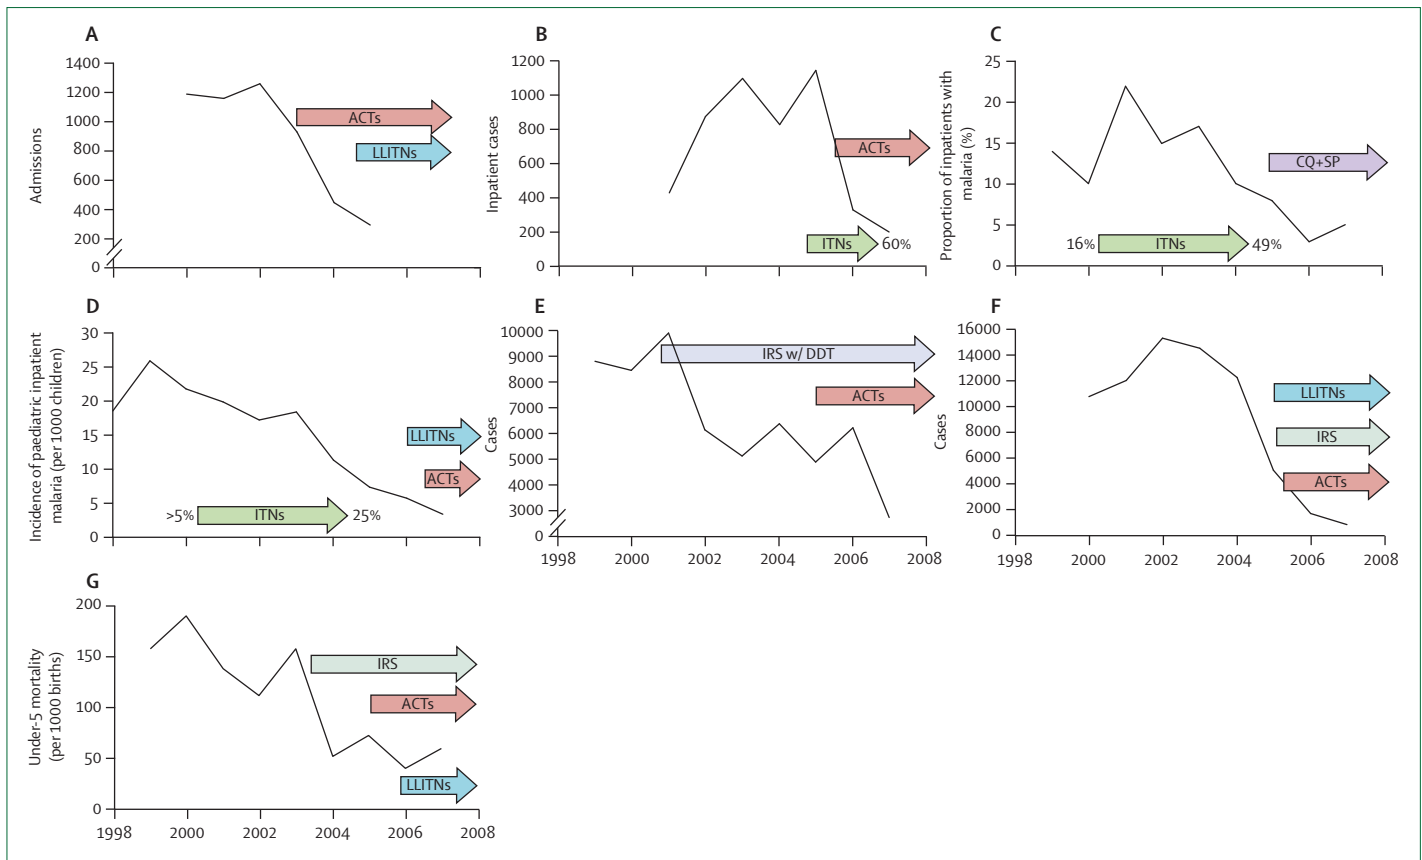 A
Admissions
1400
1200
1000
800
600
400
200
0
ACTs
LLITNs
B
Inpatient cases
1200
1000
800
600
400
200
0
ACTs
ITNs
60%
C
Proportion of inpatients with
malaria (%)
25
20
15
10
5
0
CQ+SP
16%
ITNs
49%
D
Incidence of paediatric inpatient
malaria (per 1000 children)
30
25
20
15
10
5
0
LLITNs
ACTs
>5%
ITNs
25%
E
Cases
10000
9000
8000
7000
6000
5000
4000
3000
0
IRS w/ DDT
ACTs
1998 2000 2002 2004 2006 2008
F
Cases
16000
14000
12000
10000
8000
6000
4000
2000
0
LLITNs
IRS
ACTs
1998 2000 2002 2004 2006 2008
G
Under-5 mortality
(per 1000 births)
200
150
100
50
0
IRS
ACTs
LLITNs
1998 2000 2002 2004 2006 2008